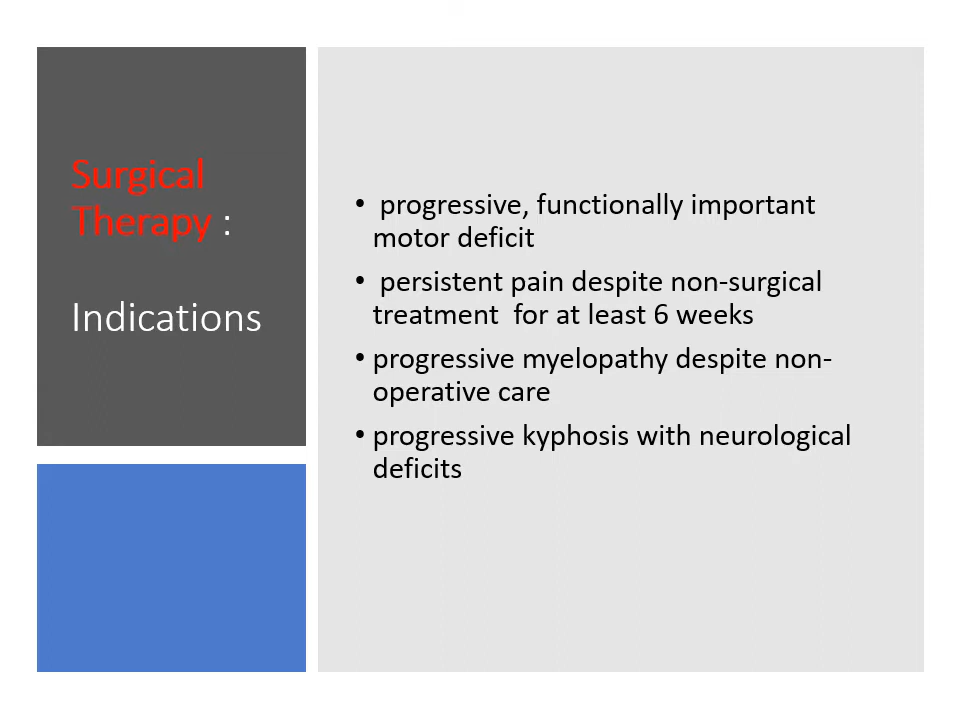 Surgical
Therapy :
Indications
• progressive, functionally important
motor deficit
• persistent pain despite non-surgical
treatment  for at least 6 weeks
• progressive myelopathy despite non-
operative care
• progressive kyphosis with neurological
deficits